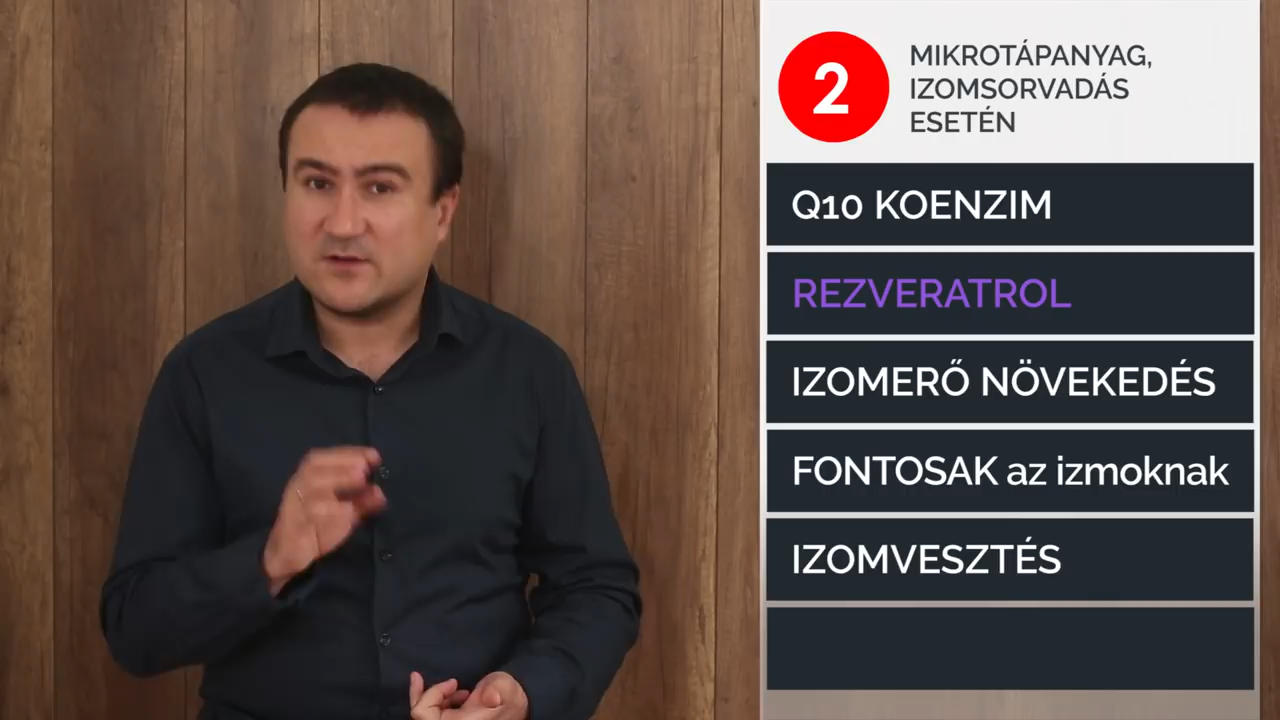 2
MIKROTÁPANYAG,
IZOMSORVADÁS
ESETÉN
Q10 KOENZIM
REZVERATROL
IZOMERŐ NÖVEKEDÉS
FONTOSAK az izmoknak
IZOMVESZTÉS